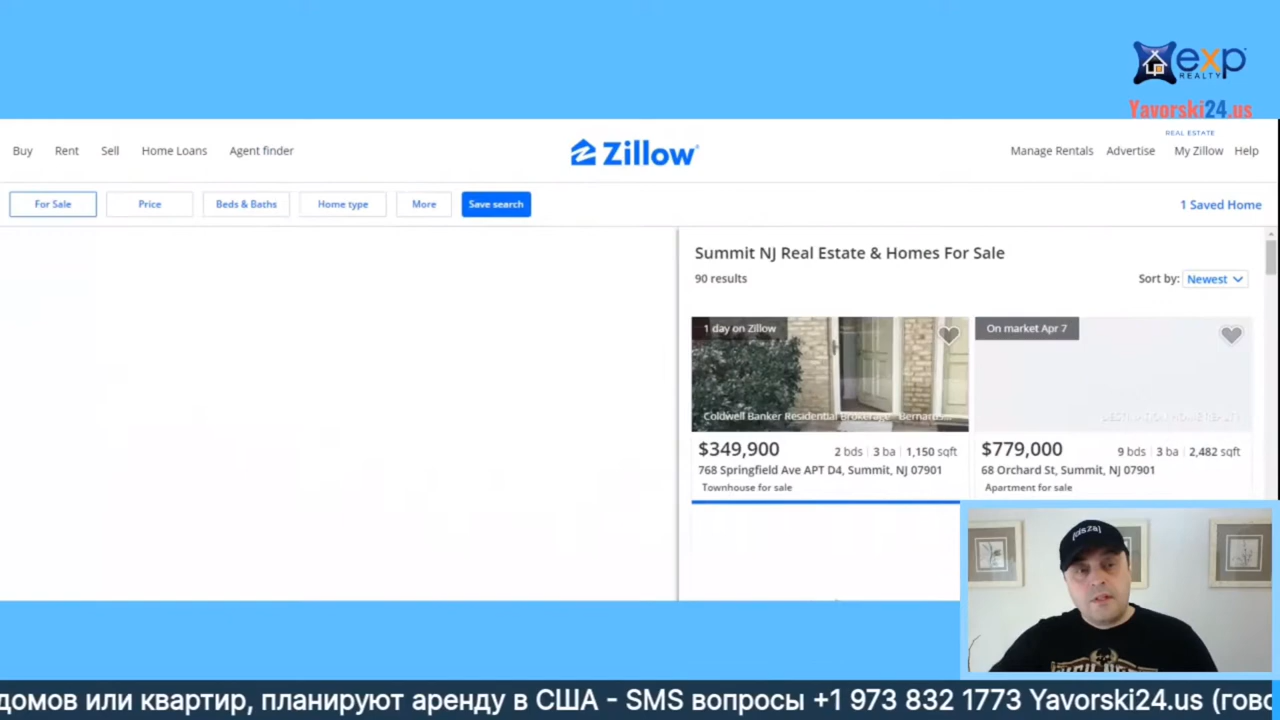 exp
REALTY
Yavorski24.us
REAL ESTATE
Buy Rent Sell Home Loans Agent finder Zillow Manage Rentals Advertise My Zillow Help
For Sale Price Beds & Baths Home type More Save search 1 Saved Home
Summit NJ Real Estate & Homes For Sale
90 results Sort by: Newest
1 day on Zillow
Coldwell Banker Residential Brokerage - Bernards...
$349,900 2 bds 3 ba 1,150 sqft
768 Springfield Ave APT D4, Summit, NJ 07901
Townhouse for sale
On market Apr 7
DESTINATION HOME REALTY
$779,000 9 bds 3 ba 2,482 sqft
68 Orchard St, Summit, NJ 07901
Apartment for sale
домов или квартир, планируют аренду в США - SMS вопросы +1 973 832 1773 Yavorski24.us (гово